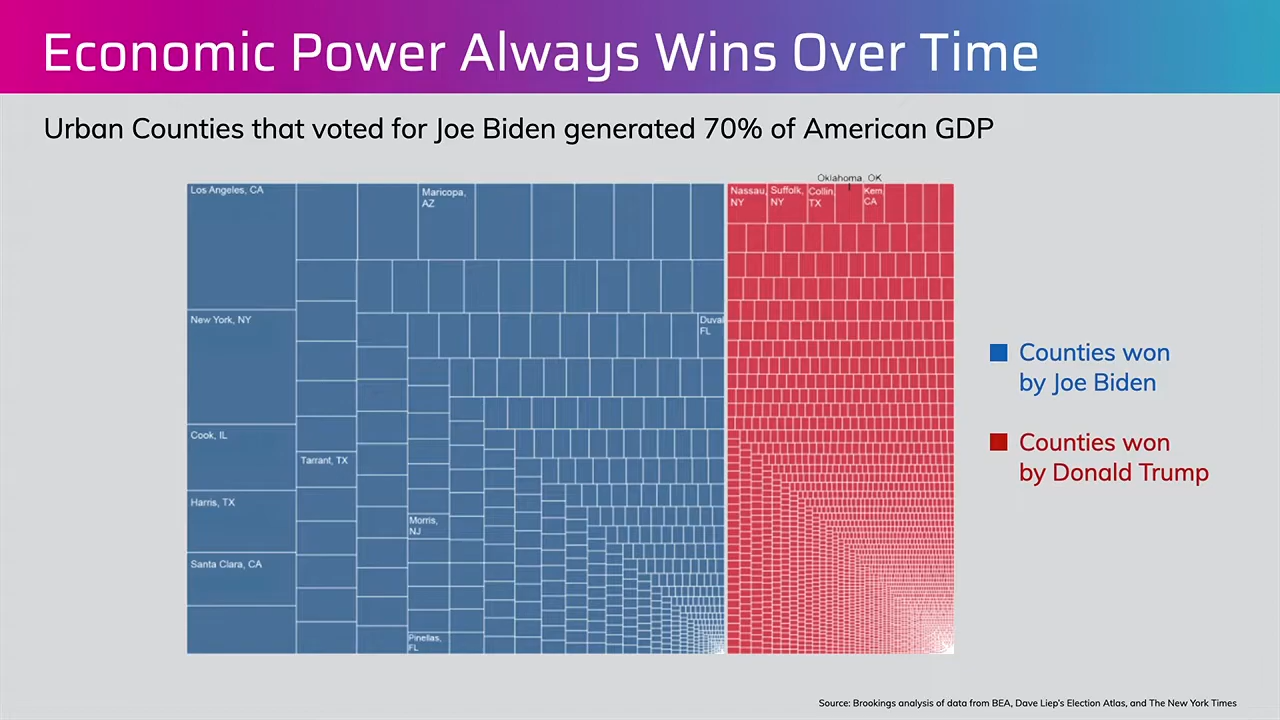 Economic Power Always Wins Over Time
Urban Counties that voted for Joe Biden generated 70% of American GDP
Oklahoma, OK
Los Angeles, CA
Maricopa,
AZ
Nassau,
NY
Suffolk,
NY
Collin,
TX
Kern,
CA
New York, NY
Duval
FL
Cook, IL
Tarrant, TX
Harris, TX
Morris,
NJ
Santa Clara, CA
Pinellas,
FL
Counties won
by Joe Biden
Counties won
by Donald Trump
Source: Brookings analysis of data from BEA, Dave Liep's Election Atlas, and The New York Times